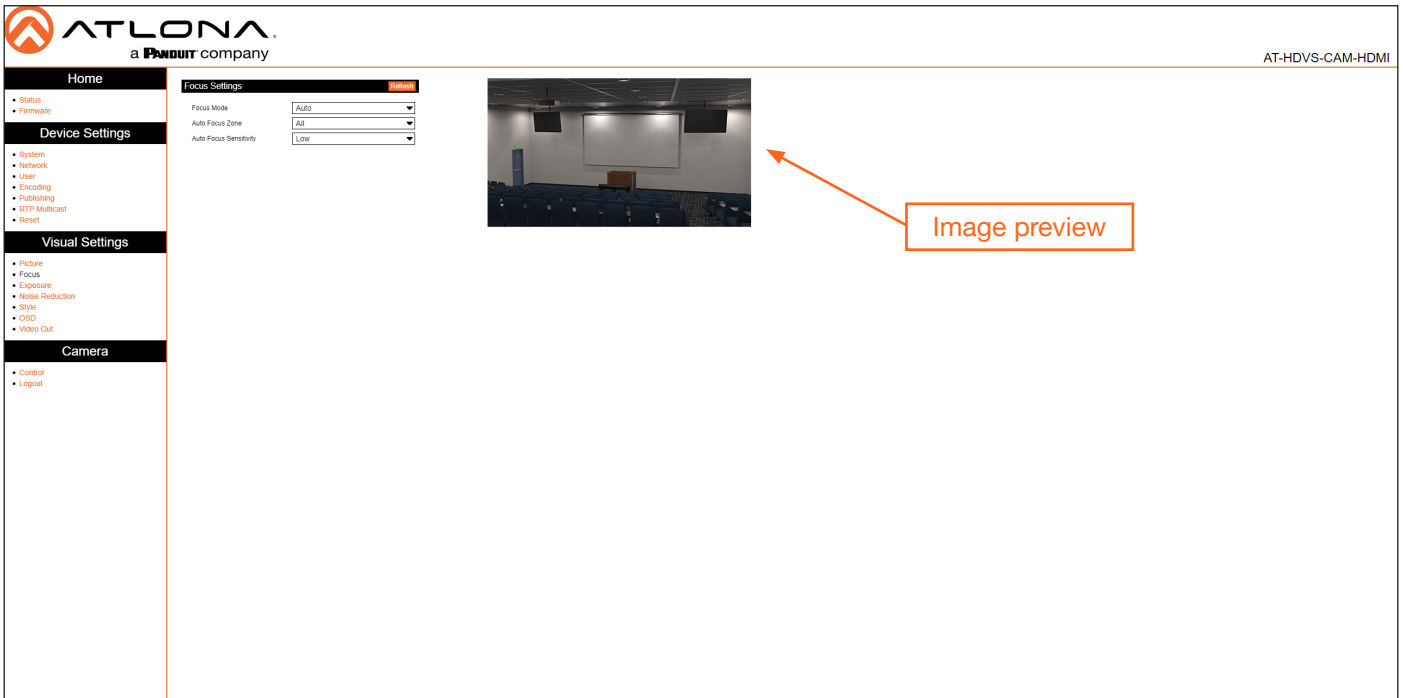 ATLONA.
a PANDUIT company
AT-HDVS-CAM-HDMI
Home
• Status
• Firmware
Device Settings
• System
• Network
• User
• Encoding
• Publishing
• RTP Multicast
• Reset
Visual Settings
• Picture
• Focus
• Exposure
• Noise Reduction
• Style
• OSD
• Video Out
Camera
• Control
• Logout
Focus Settings Refresh
Focus Mode Auto
Auto Focus Zone All
Auto Focus Sensitivity Low
Image preview